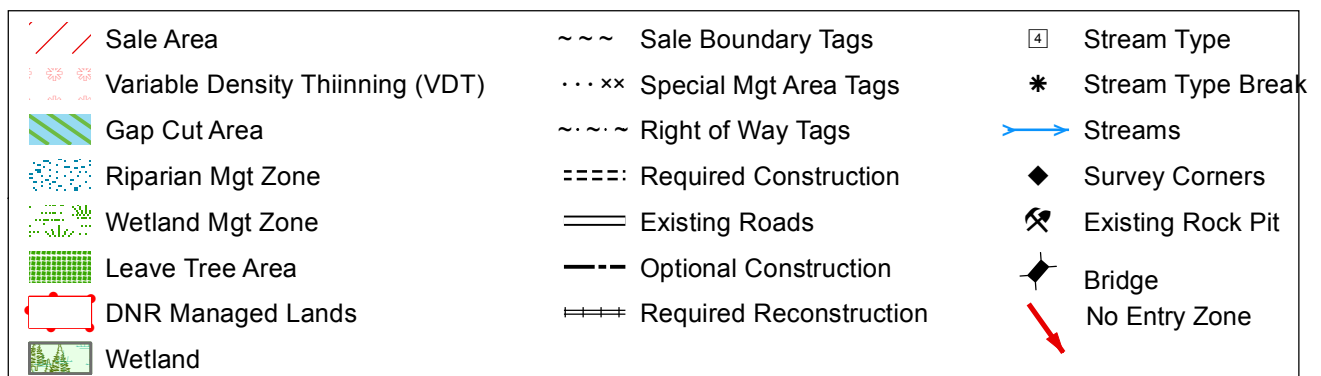 Sale Area
Variable Density Thiinning (VDT)
Gap Cut Area
Riparian Mgt Zone
Wetland Mgt Zone
Leave Tree Area
DNR Managed Lands
Wetland
Sale Boundary Tags
Special Mgt Area Tags
Right of Way Tags
Required Construction
Existing Roads
Optional Construction
Required Reconstruction
4 Stream Type
Stream Type Break
Streams
Survey Corners
Existing Rock Pit
Bridge
No Entry Zone